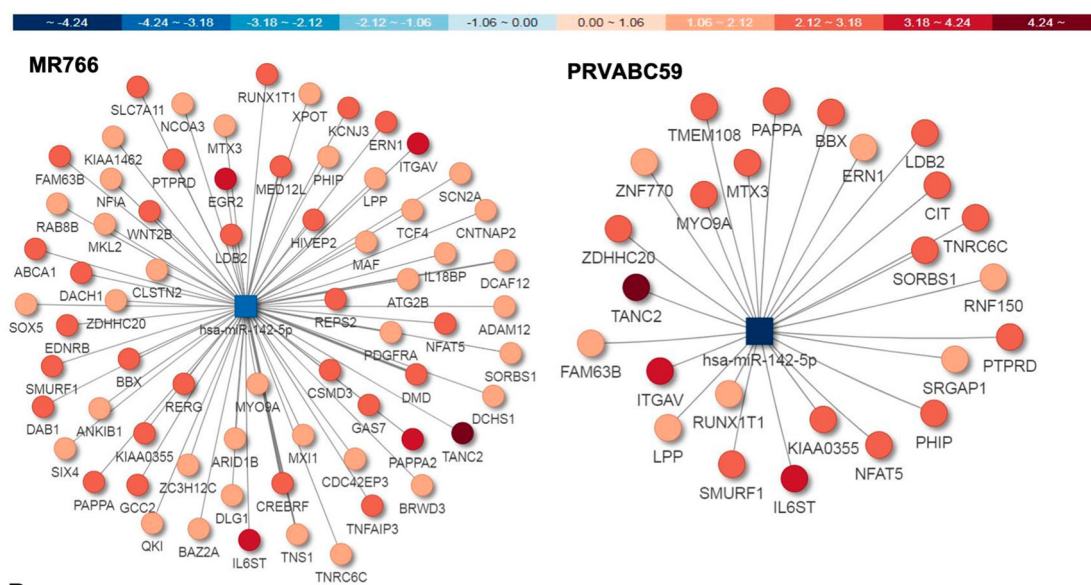 ~ -4.24 -4.24 ~ -3.18 -3.18 ~ -2.12 -2.12 ~ -1.06 -1.06 ~ 0.00 0.00 ~ 1.06 1.06 ~ 2.12 2.12 ~ 3.18 3.18 ~ 4.24 4.24 ~
MR766
RUNX1T1
SLC7A11
XPOT
NCOA3
KCNJ3
MTX3
ERN1
KIAA1462
ITGAV
FAM63B
PTPRD
MED12L
PHIP
LPP
SCN2A
NFIA
EGR2
RAB8B
WNT2B
HIVEP2
TCF4
CNTNAP2
MKL2
LDB2
MAF
ABCA1
IL18BP
DCAF12
CLSTN2
DACH1
ATG2B
SOX5
ZDHHC20
hsa-miR-142-5p
REPS2
ADAM12
EDNRB
NFAT5
PDGFRA
SORBS1
SMURF1
BBX
CSMD3
DMD
RERG
MYO9A
DCHS1
DAB1
ANKIB1
GAS7
KIAA0355
ARID1B
MXI1
PAPPA2
TANC2
SIX4
ZC3H12C
CDC42EP3
PAPPA
GCC2
DLG1
CREBRF
BRWD3
TNFAIP3
QKI
BAZ2A
IL6ST
TNS1
TNRC6C
PRVABC59
PAPPA
TMEM108
BBX
LDB2
ERN1
ZNF770
MTX3
CIT
MYO9A
TNRC6C
ZDHHC20
SORBS1
RNF150
TANC2
hsa-miR-142-5p
PTPRD
FAM63B
SRGAP1
ITGAV
RUNX1T1
PHIP
KIAA0355
LPP
NFAT5
SMURF1
IL6ST